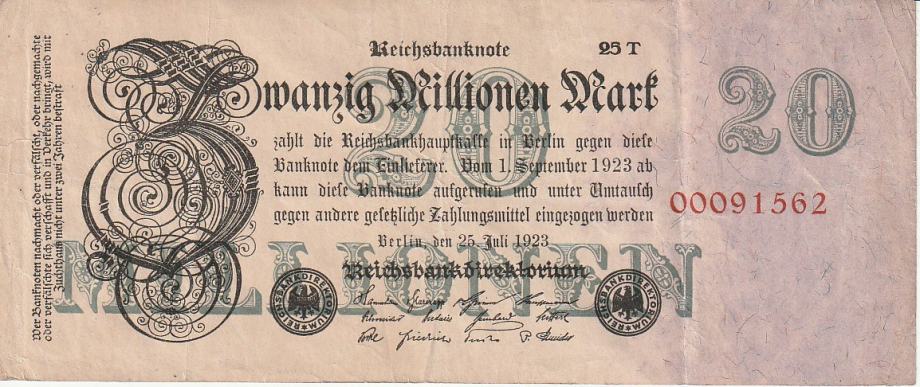 Wer Banknoten nachmacht oder verfälscht, oder nachgemachte
oder verfälschte sich verschafft und in Verkehr bringt, wird mit
Zuchthaus nicht unter zwei Jahren bestraft
Reichsbanknote
25 T
Zwanzig Millionen Mark
20
20
zahlt die Reichsbankhauptkasse in Berlin gegen diese
Banknote dem Einlieferer. Vom 1. September 1923 ab
kann diese Banknote aufgerufen und unter Umtausch
gegen andere gesetzliche Zahlungsmittel eingezogen werden
00091562
Berlin, den 25. Juli 1923
MILLIONEN
Reichsbankdirektorium
REICHSBANKDIREKTORIUM
REICHSBANKDIREKTORIUM